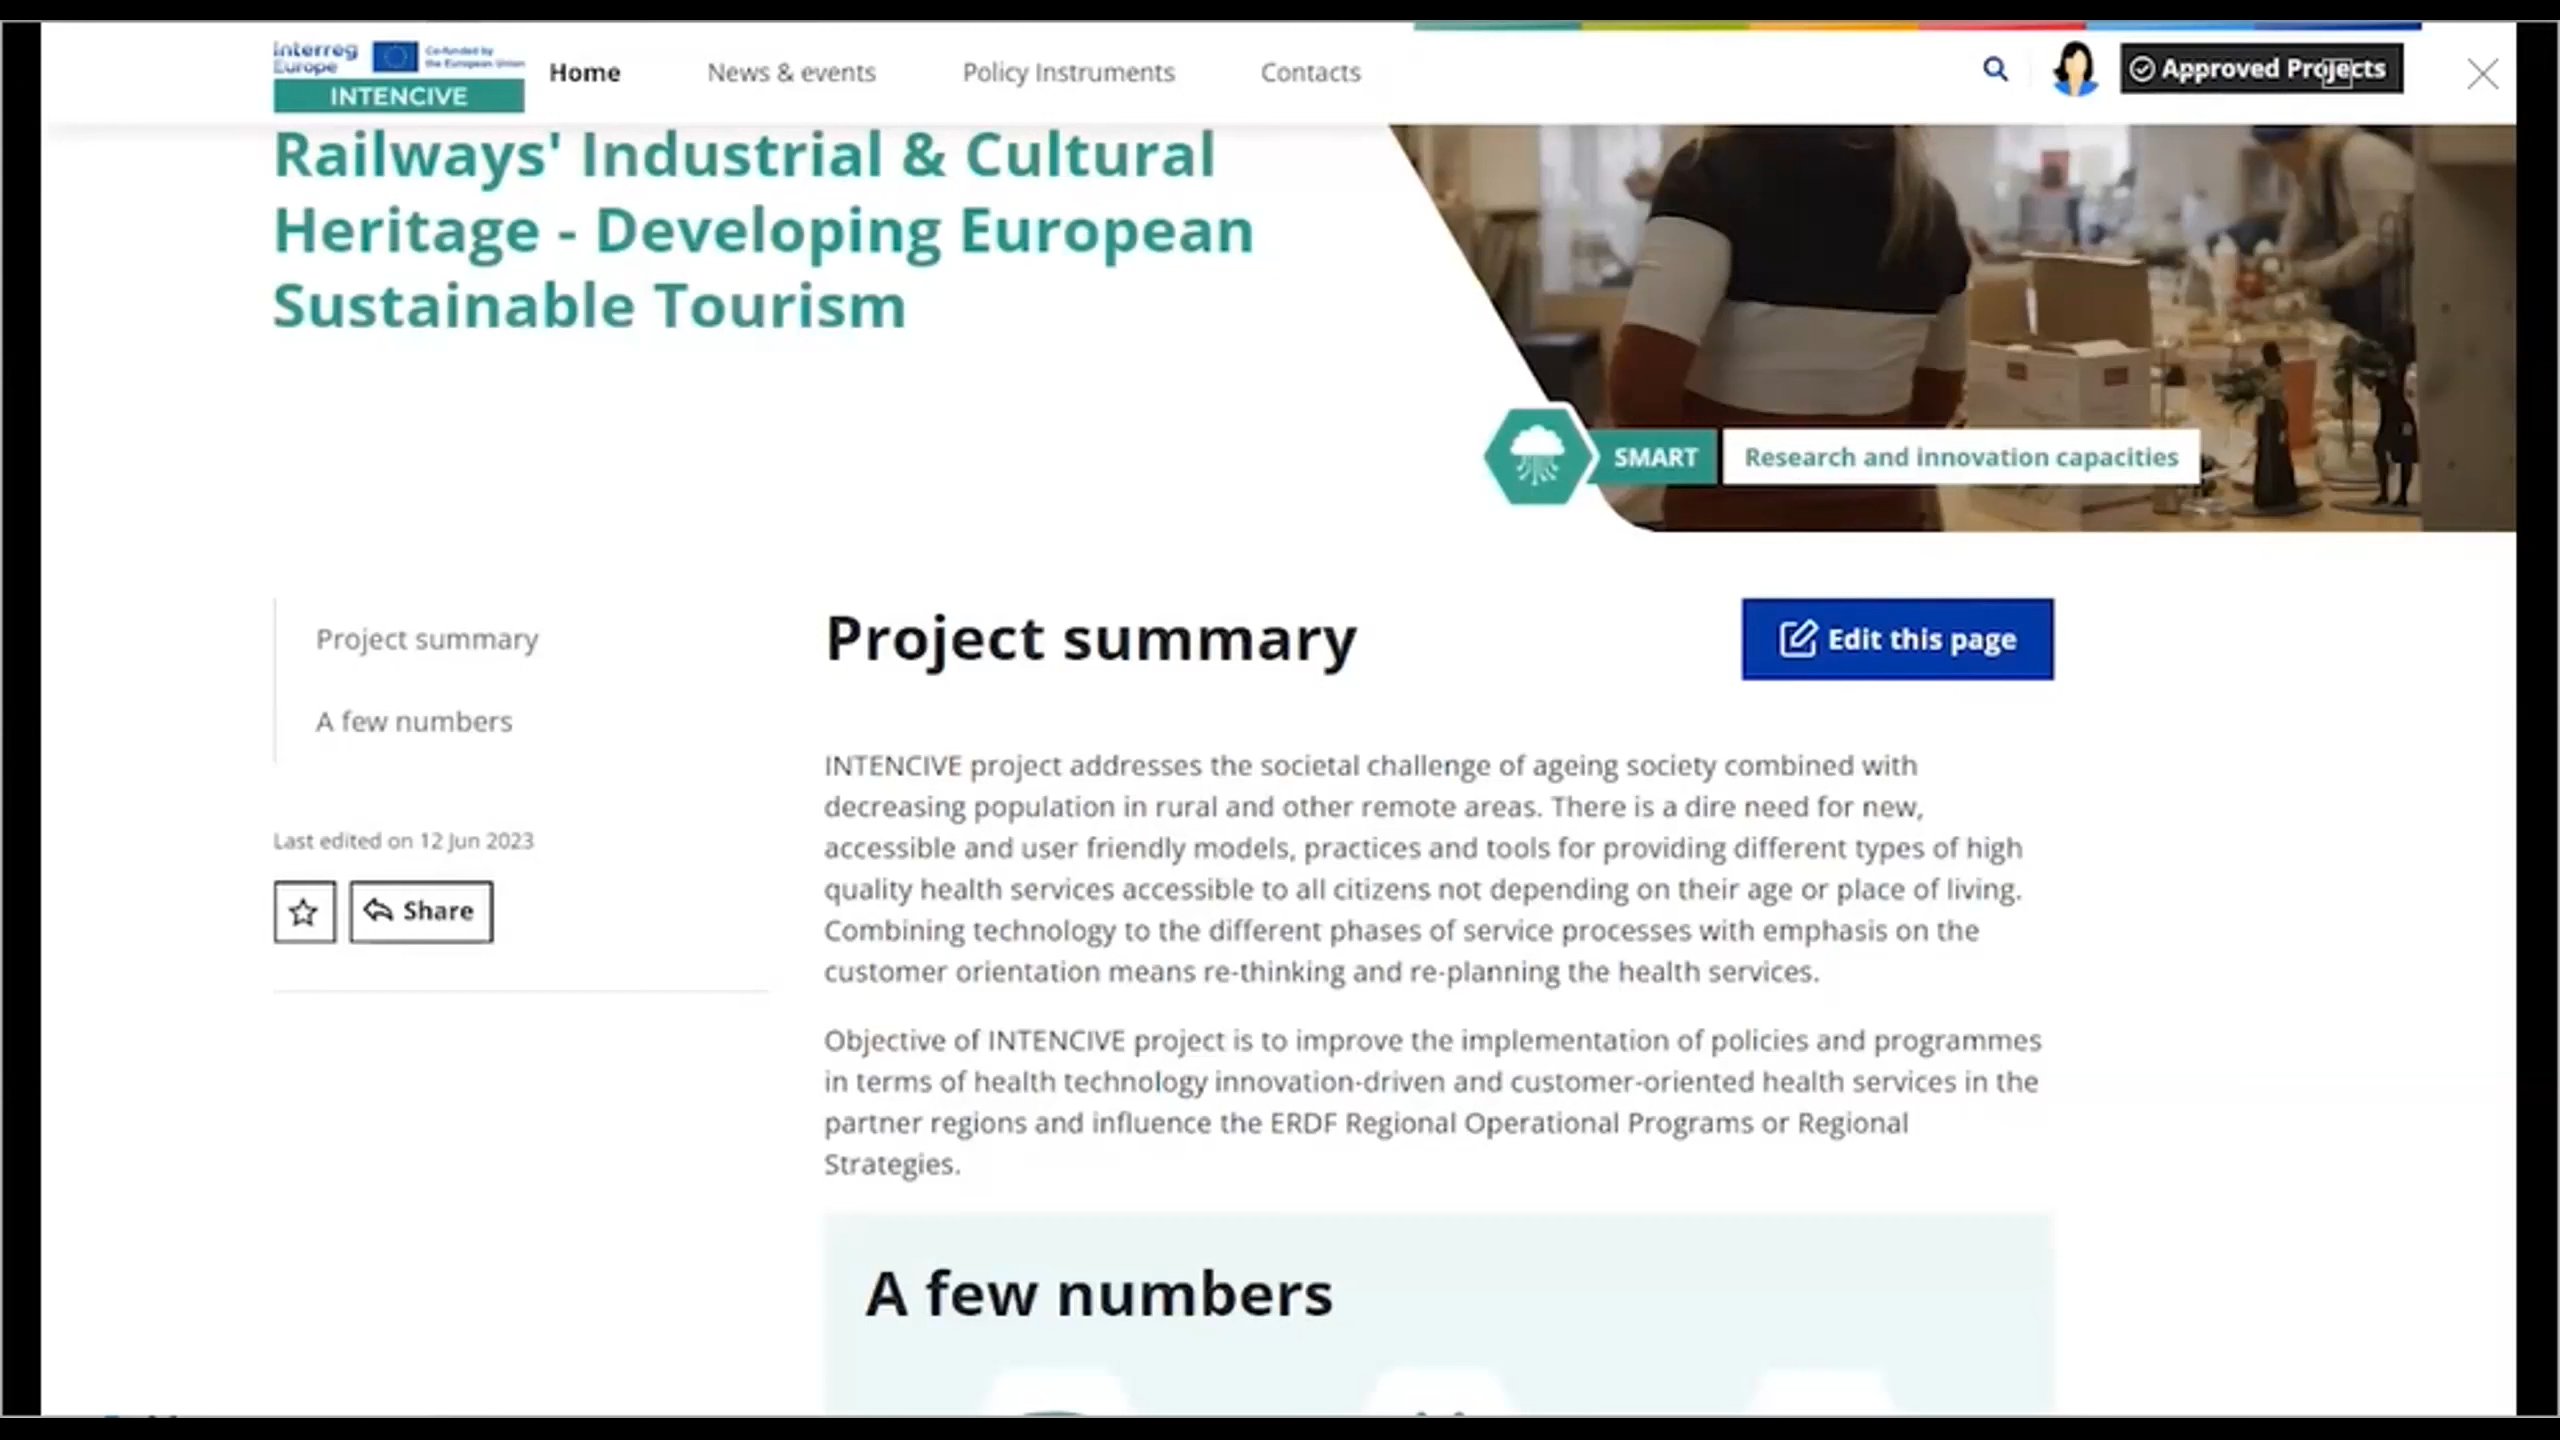 Interreg
Europe
Co-funded by
the European Union
INTENCIVE
Home
News & events
Policy Instruments
Contacts
Approved Projects
Railways' Industrial & Cultural
Heritage - Developing European
Sustainable Tourism
SMART
Research and innovation capacities
Project summary
A few numbers
Last edited on 12 Jun 2023
Share
Project summary
Edit this page
INTENCIVE project addresses the societal challenge of ageing society combined with
decreasing population in rural and other remote areas. There is a dire need for new,
accessible and user friendly models, practices and tools for providing different types of high
quality health services accessible to all citizens not depending on their age or place of living.
Combining technology to the different phases of service processes with emphasis on the
customer orientation means re-thinking and re-planning the health services.
Objective of INTENCIVE project is to improve the implementation of policies and programmes
in terms of health technology innovation-driven and customer-oriented health services in the
partner regions and influence the ERDF Regional Operational Programs or Regional
Strategies.
A few numbers